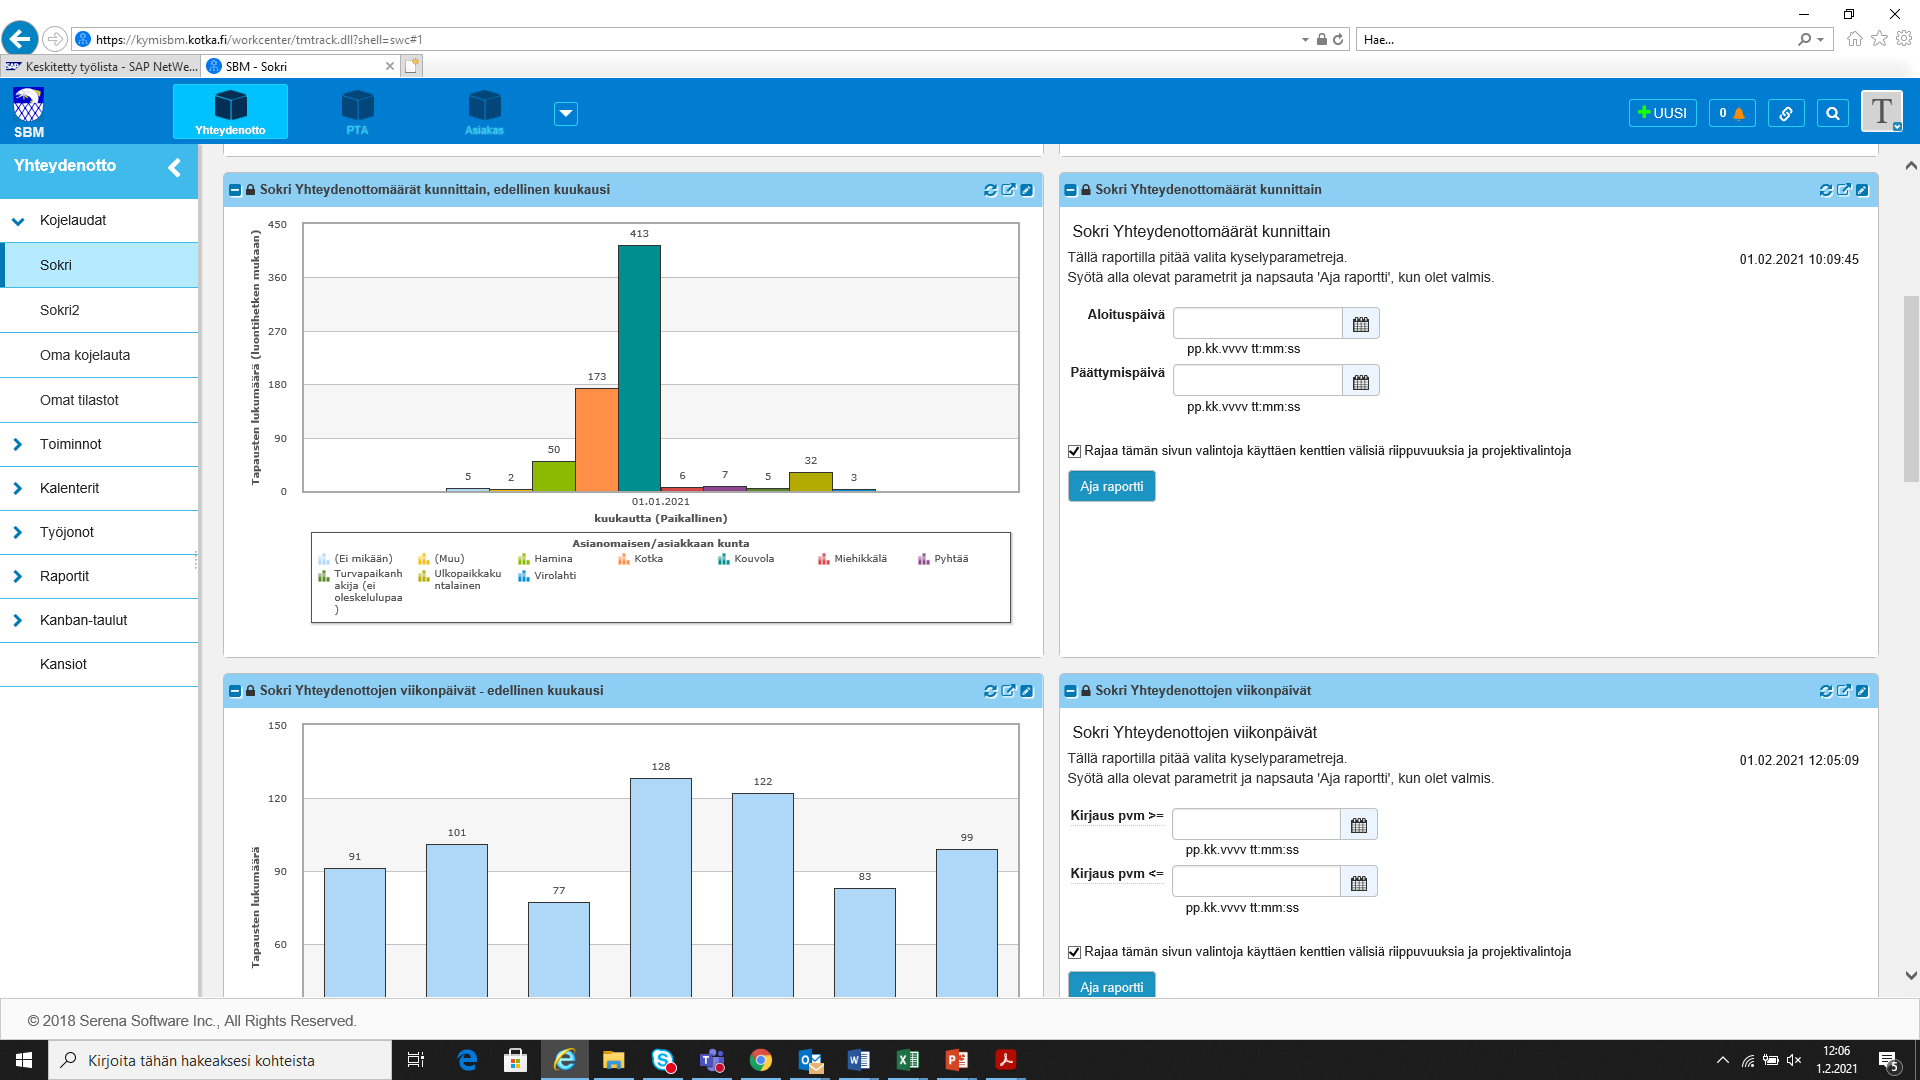 https://kymisbm.kotka.fi/workcenter/tmtrack.dll?shell=swc#1
Hae...
Keskitetty työlista - SAP NetWe...
SBM - Sokri
SBM
Yhteydenotto
PTA
Asiakas
UUSI
0
T
Yhteydenotto
Kojelaudat
Sokri
Sokri2
Oma kojelauta
Omat tilastot
Toiminnot
Kalenterit
Työjonot
Raportit
Kanban-taulut
Kansiot
Sokri Yhteydenottomäärät kunnittain, edellinen kuukausi
Tapausten lukumäärä (luontihetken mukaan)
450
360
270
180
90
0
5
2
50
173
413
6
7
5
32
3
01.01.2021
kuukautta (Paikallinen)
Asianomaisen/asiakkaan kunta
(Ei mikään)
(Muu)
Hamina
Kotka
Kouvola
Miehikkälä
Pyhtää
Turvapaikanh
akija (ei
oleskelulupaa
)
Ulkopaikkaku
ntalainen
Virolahti
Sokri Yhteydenottomäärät kunnittain
Sokri Yhteydenottomäärät kunnittain
Tällä raportilla pitää valita kyselyparametreja.
01.02.2021 10:09:45
Syötä alla olevat parametrit ja napsauta 'Aja raportti', kun olet valmis.
Aloituspäivä
pp.kk.vvvv tt:mm:ss
Päättymispäivä
pp.kk.vvvv tt:mm:ss
Rajaa tämän sivun valintoja käyttäen kenttien välisiä riippuvuuksia ja projektivalintoja
Aja raportti
Sokri Yhteydenottojen viikonpäivät - edellinen kuukausi
Tapausten lukumäärä
150
120
90
60
91
101
77
128
122
83
99
Sokri Yhteydenottojen viikonpäivät
Sokri Yhteydenottojen viikonpäivät
Tällä raportilla pitää valita kyselyparametreja.
01.02.2021 12:05:09
Syötä alla olevat parametrit ja napsauta 'Aja raportti', kun olet valmis.
Kirjaus pvm >=
pp.kk.vvvv tt:mm:ss
Kirjaus pvm <=
pp.kk.vvvv tt:mm:ss
Rajaa tämän sivun valintoja käyttäen kenttien välisiä riippuvuuksia ja projektivalintoja
Aja raportti
© 2018 Serena Software Inc., All Rights Reserved.
Kirjoita tähän hakeaksesi kohteista
12:06
1.2.2021
5